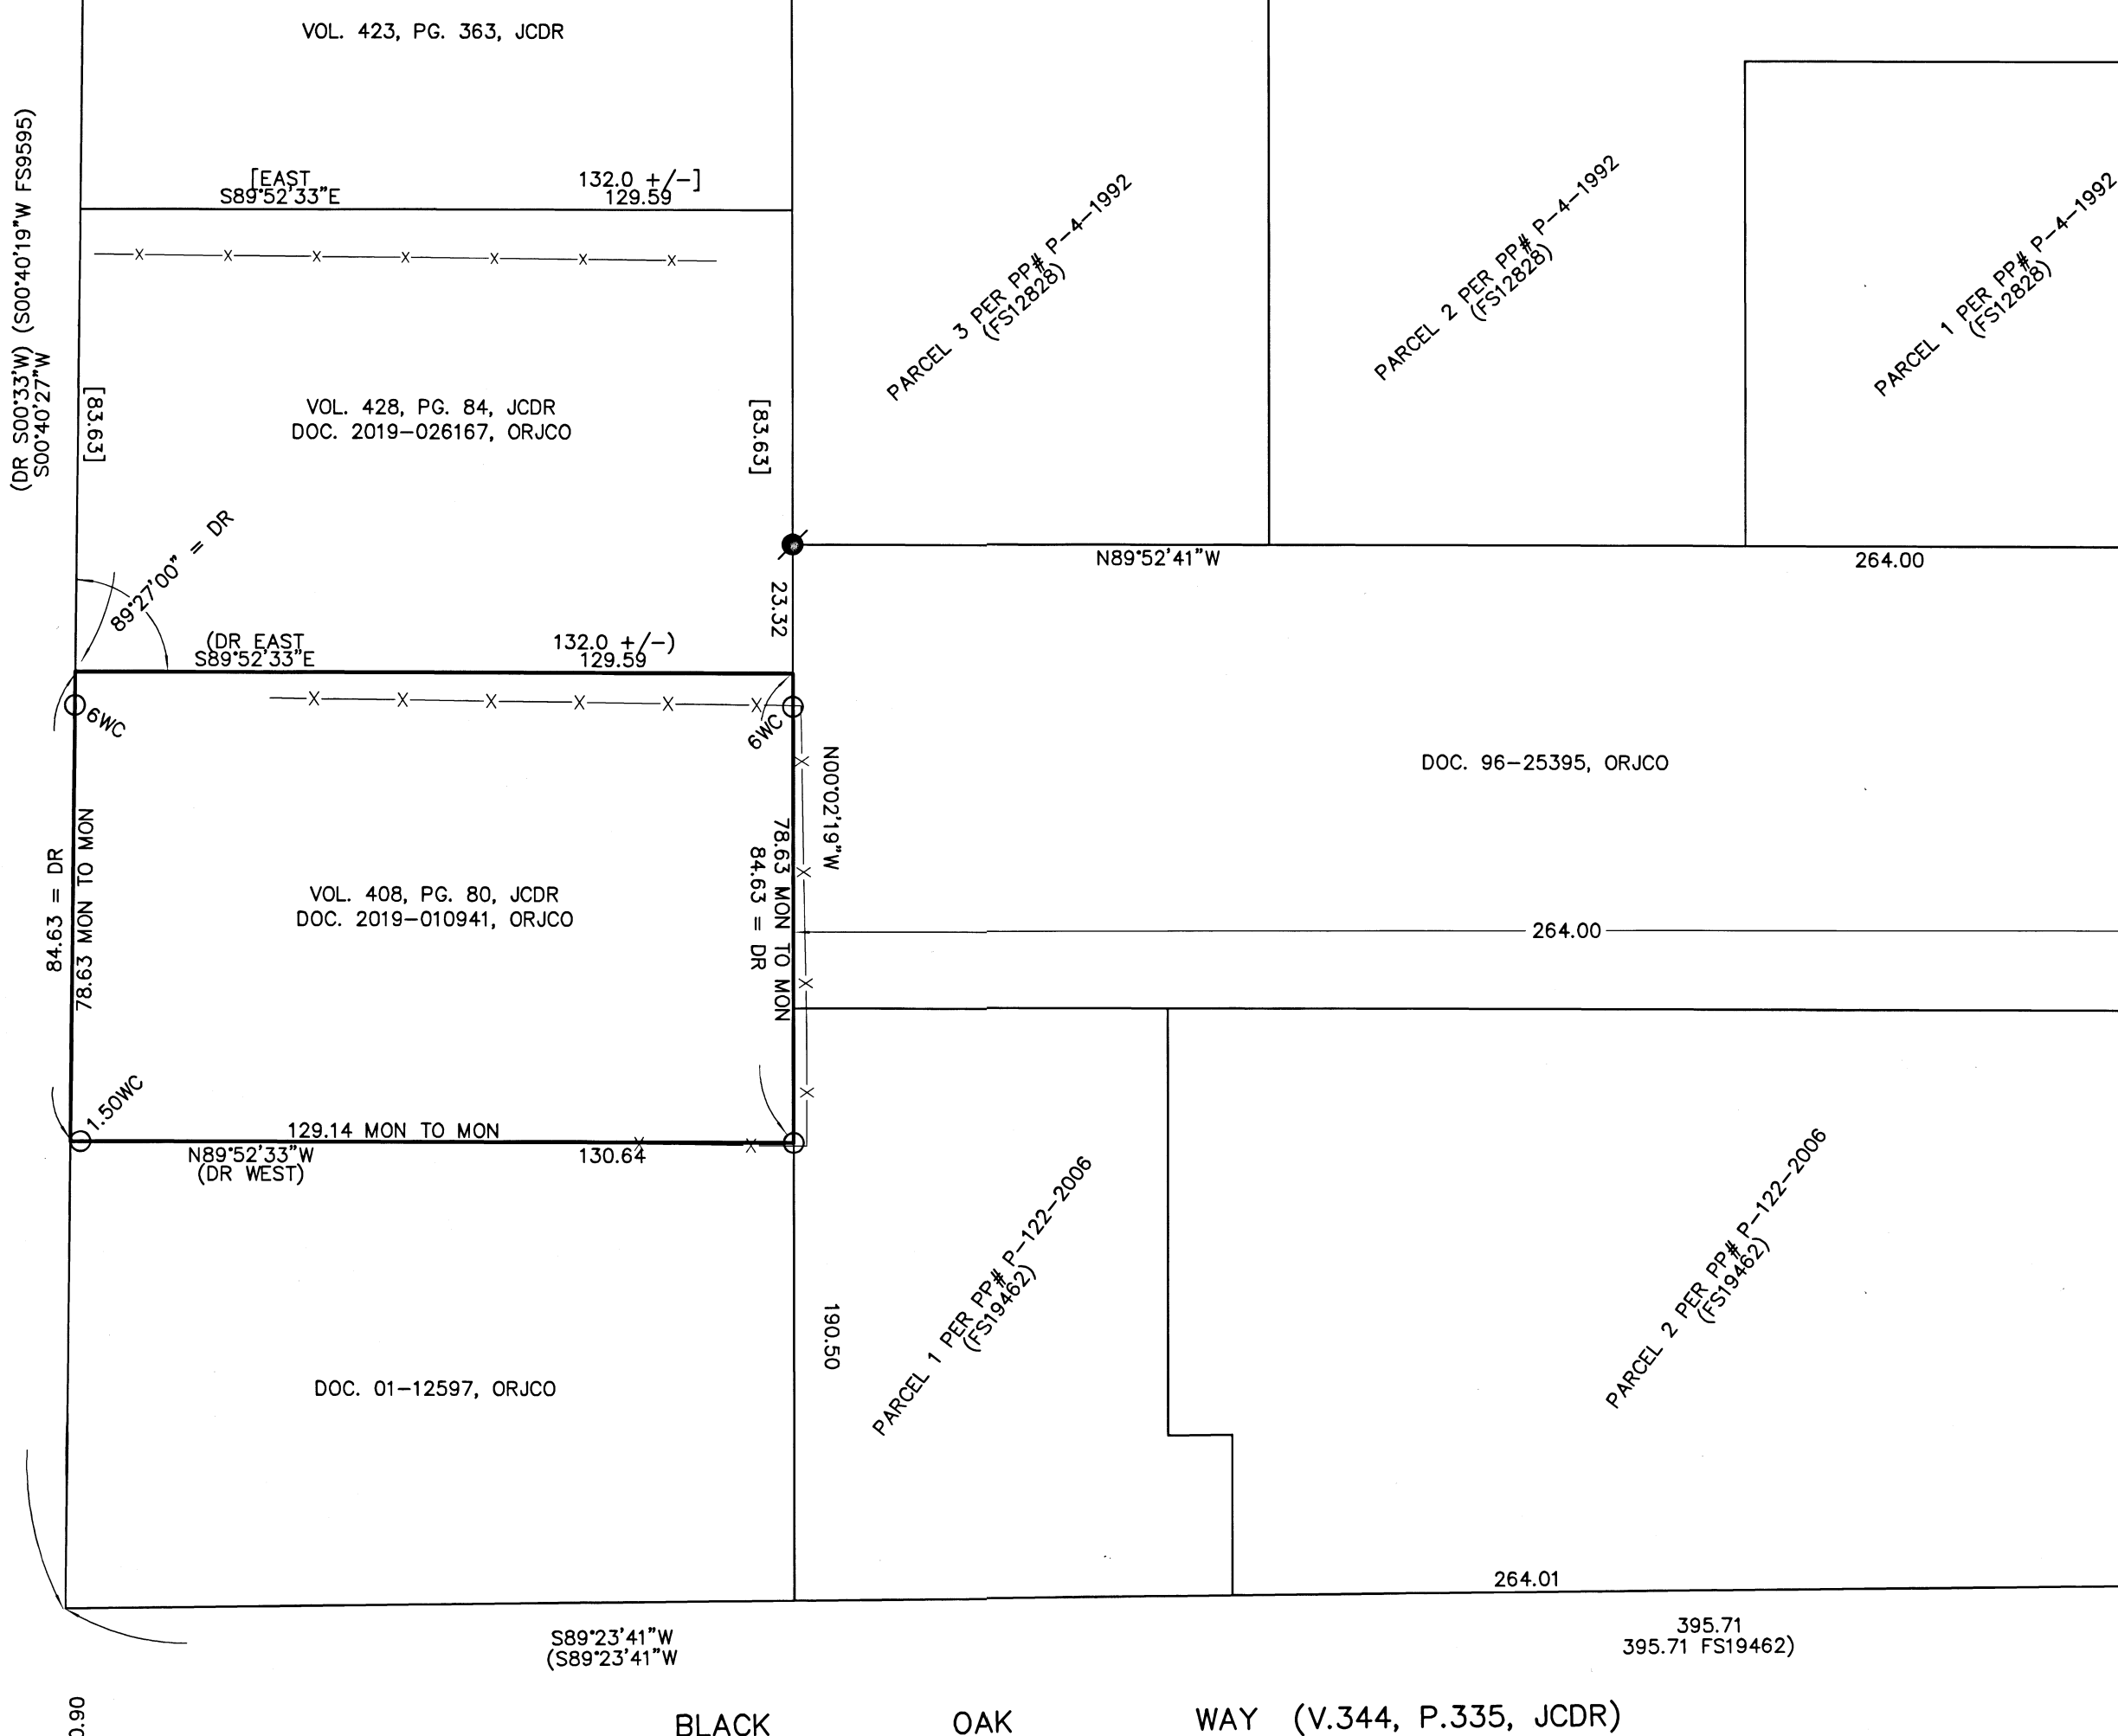 VOL. 423, PG. 363, JCDR
(DR S00°33'W) (S00°40'19"W FS9595)
S00°40'27"W
[EAST 132.0 +/-]
S89°52'33"E 129.59
X X X X X X X
PARCEL 3 PER PP# P-4-1992
(FS12828)
PARCEL 2 PER PP# P-4-1992
(FS12828)
PARCEL 1 PER PP# P-4-1992
(FS12828)
[83.63]
VOL. 428, PG. 84, JCDR
DOC. 2019-026167, ORJCO
[83.63]
89°27'00" = DR
N89°52'41"W 264.00
23.32
(DR EAST 132.0 +/-)
S89°52'33"E 129.59
X X X X X X
6WC
6WC
N00°02'19"W
DOC. 96-25395, ORJCO
84.63 = DR
78.63 MON TO MON
VOL. 408, PG. 80, JCDR
DOC. 2019-010941, ORJCO
78.63 MON TO MON
84.63 = DR
X
X
X
X
264.00
1.50WC
129.14 MON TO MON
X X
N89°52'33"W 130.64
(DR WEST)
190.50
PARCEL 1 PER PP# P-122-2006
(FS19462)
PARCEL 2 PER PP# P-122-2006
(FS19462)
DOC. 01-12597, ORJCO
264.01
S89°23'41"W 395.71
(S89°23'41"W 395.71 FS19462)
BLACK OAK WAY (V.344, P.335, JCDR)